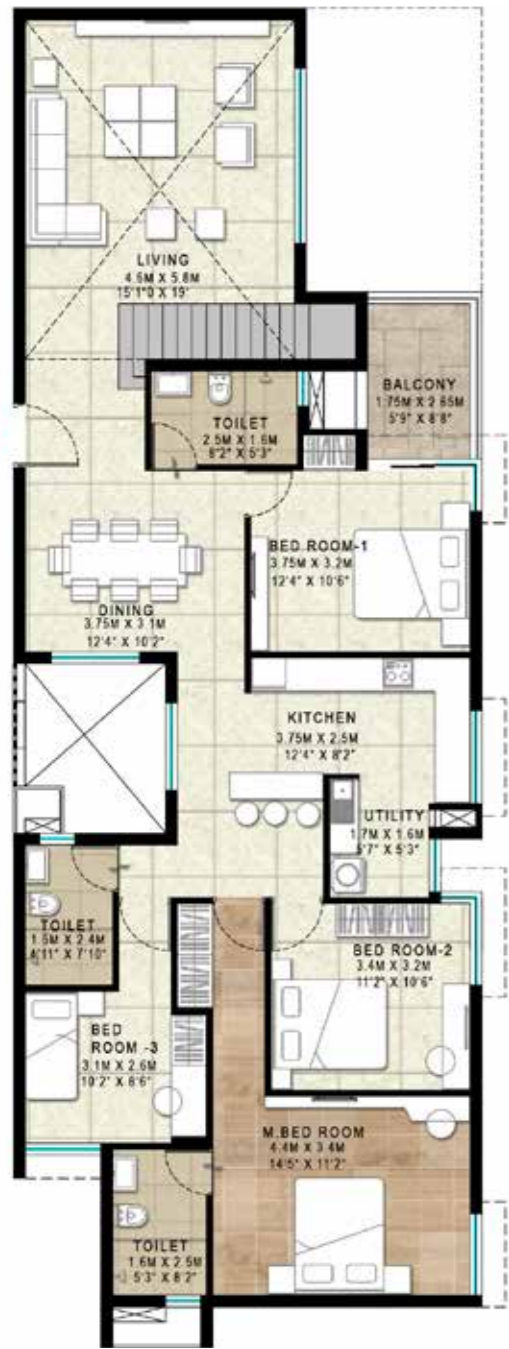 LIVING
4.6M X 5.8M
15'1"0 X 19'
BALCONY
1.75M X 2.65M
5'9" X 8'8"
TOILET
2.5M X 1.6M
8'2" X 5'3"
BED ROOM-1
3.75M X 3.2M
12'4" X 10'6"
DINING
3.75M X 3.1M
12'4" X 10'2"
KITCHEN
3.75M X 2.5M
12'4" X 8'2"
UTILITY
1.7M X 1.6M
5'7" X 5'3"
TOILET
1.5M X 2.4M
4'11" X 7'10"
BED ROOM-2
3.4M X 3.2M
11'2" X 10'6"
BED
ROOM -3
3.1M X 2.6M
10'2" X 8'6"
M.BED ROOM
4.4M X 3.4M
14'5" X 11'2"
TOILET
1.6M X 2.5M
5'3" X 8'2"